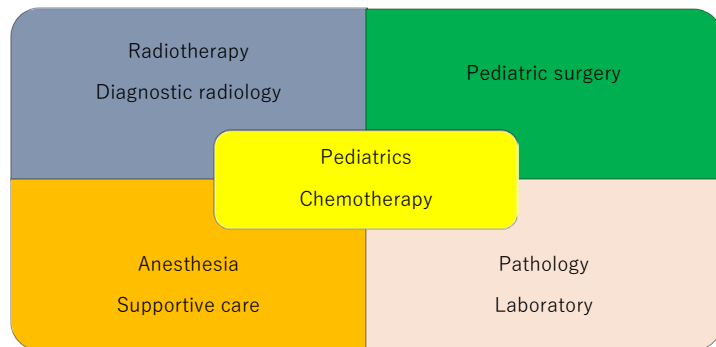 Radiotherapy
Diagnostic radiology
Pediatric surgery
Pediatrics
Chemotherapy
Anesthesia
Supportive care
Pathology
Laboratory